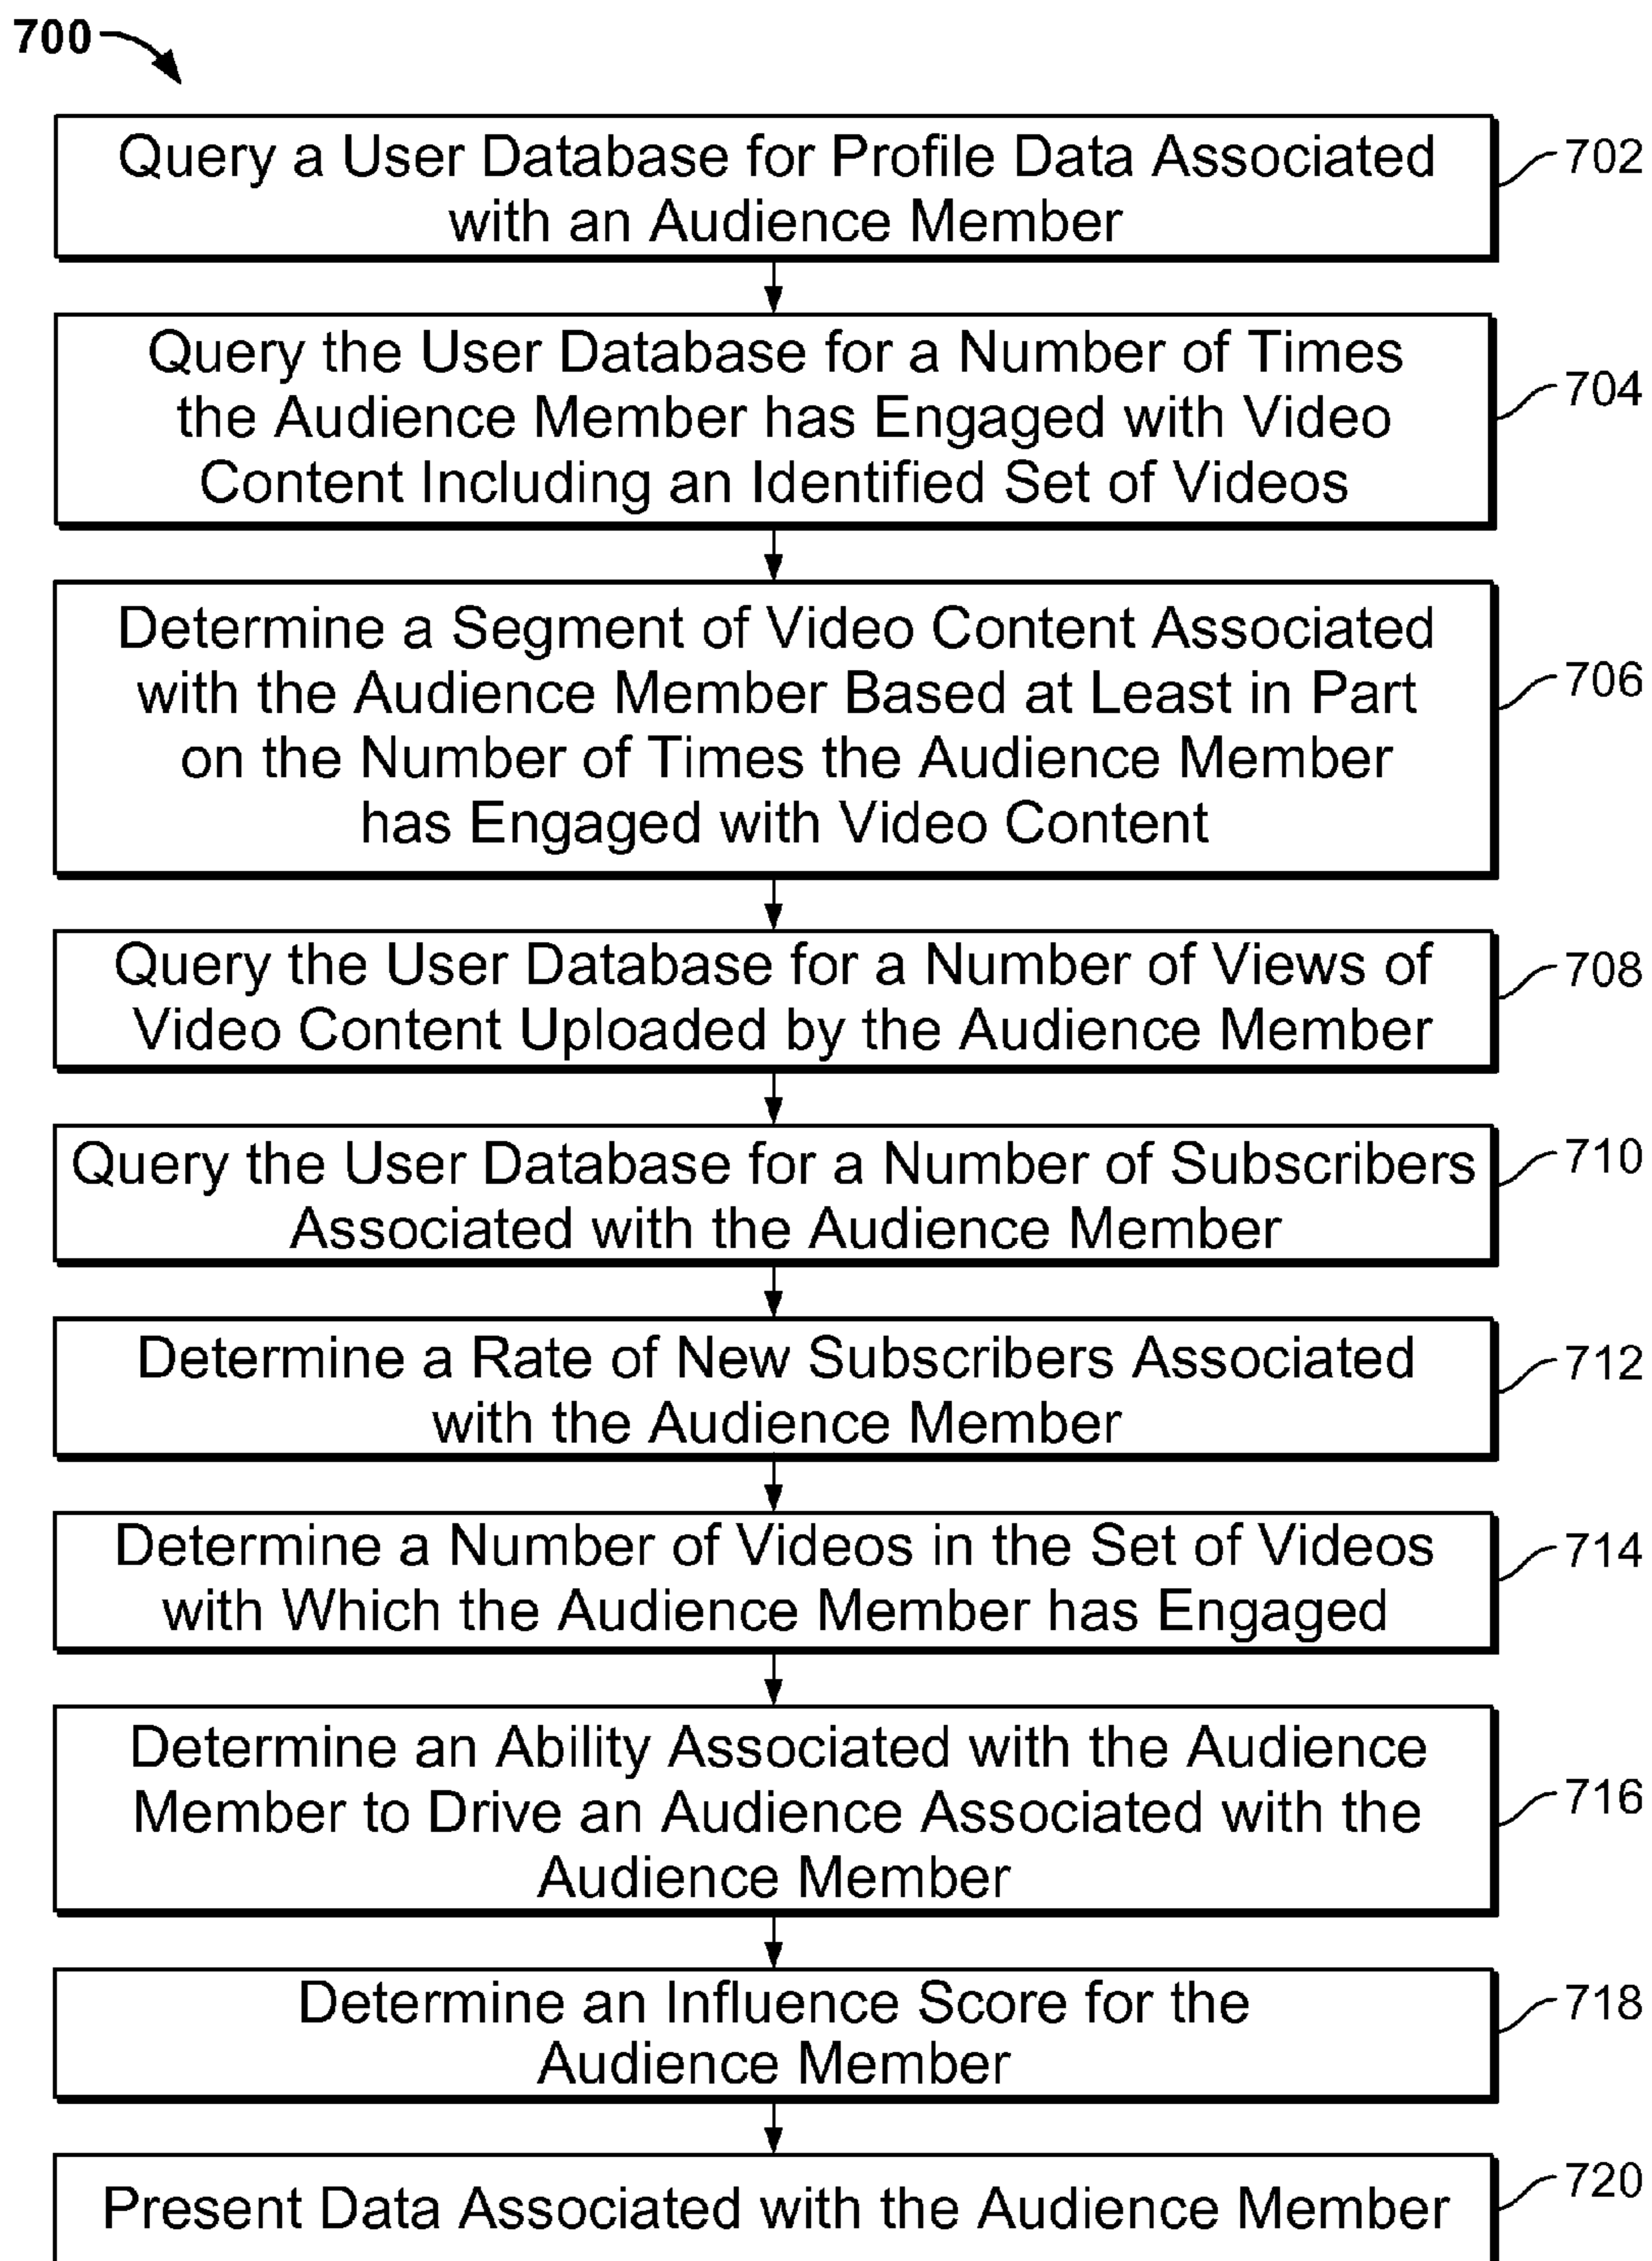 700
Query a User Database for Profile Data Associated
with an Audience Member
702
Query the User Database for a Number of Times
the Audience Member has Engaged with Video
Content Including an Identified Set of Videos
704
Determine a Segment of Video Content Associated
with the Audience Member Based at Least in Part
on the Number of Times the Audience Member
has Engaged with Video Content
706
Query the User Database for a Number of Views of
Video Content Uploaded by the Audience Member
708
Query the User Database for a Number of Subscribers
Associated with the Audience Member
710
Determine a Rate of New Subscribers Associated
with the Audience Member
712
Determine a Number of Videos in the Set of Videos
with Which the Audience Member has Engaged
714
Determine an Ability Associated with the Audience
Member to Drive an Audience Associated with the
Audience Member
716
Determine an Influence Score for the
Audience Member
718
Present Data Associated with the Audience Member
720